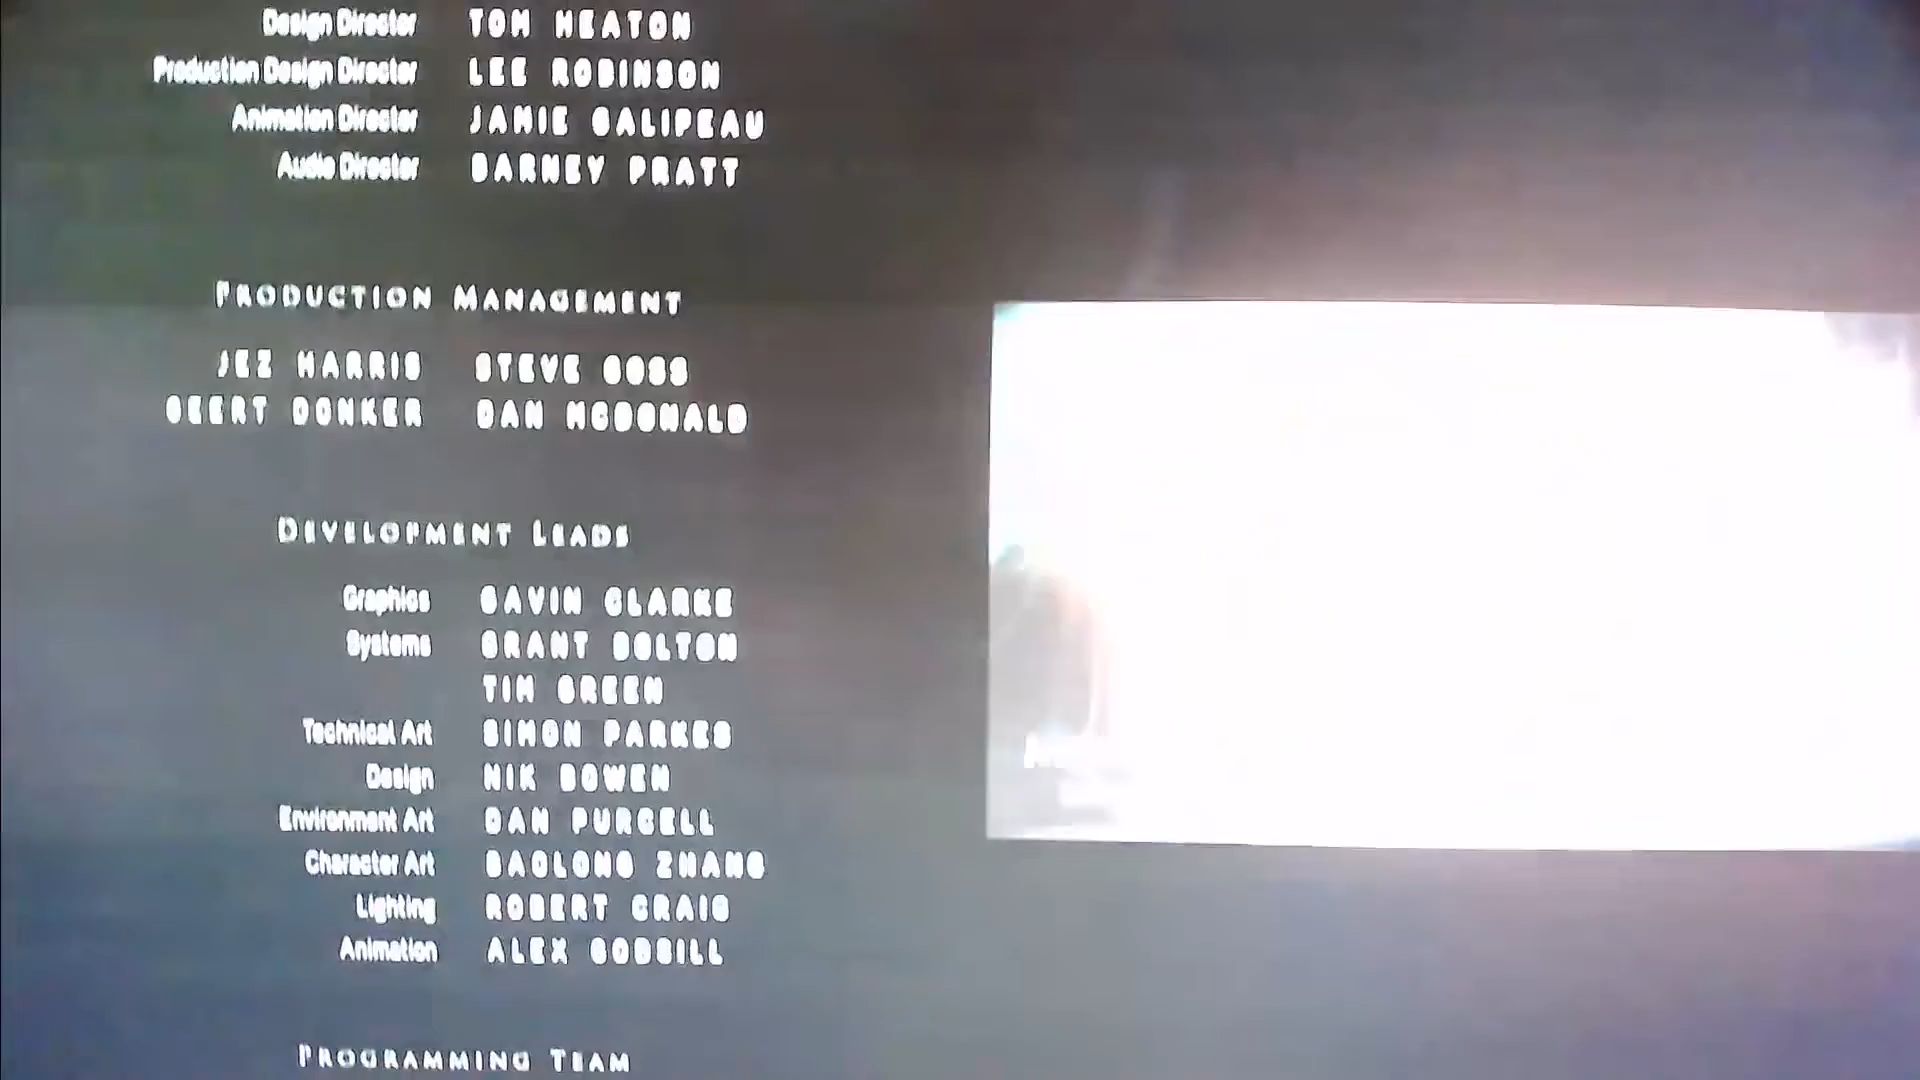 Design Director TOM HEATON
Production Design Director LEE ROBINSON
Animation Director JAMIE GALIPEAU
Audio Director BARNEY PRATT
PRODUCTION MANAGEMENT
JEZ HARRIS STEVE GOSS
GEERT DONKER DAN MCDONALD
DEVELOPMENT LEADS
Graphics GAVIN CLARKE
Systems GRANT BOLTON
TIM GREEN
Technical Art SIMON PARKES
Design NIK BOWEN
Environment Art DAN PURCELL
Character Art BAOLONG ZHANG
Lighting ROBERT CRAIG
Animation ALEX GODSILL
PROGRAMMING TEAM